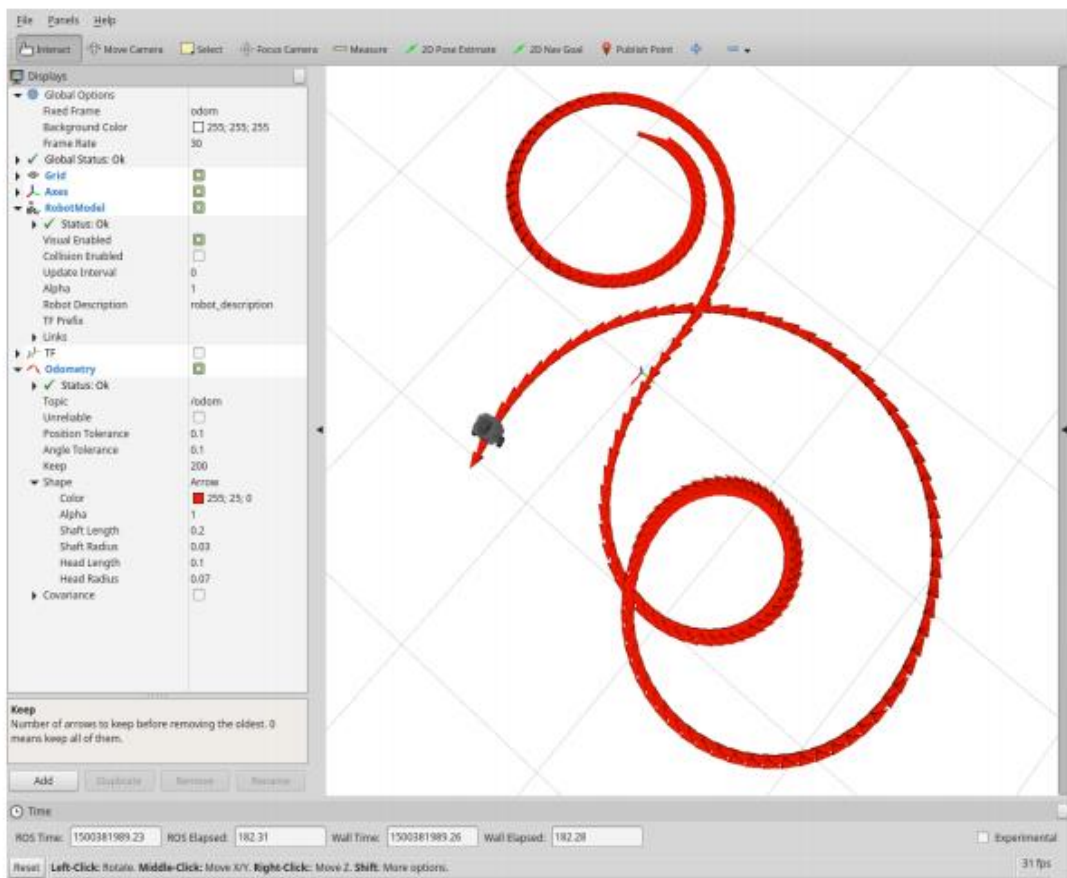 File Panels Help
Interact Move Camera Select Focus Camera Measure 2D Pose Estimate 2D Nav Goal Publish Point
Displays
Global Options
Fixed Frame odom
Background Color 255; 255; 255
Frame Rate 30
Global Status: Ok
Grid
Axes
RobotModel
Status: Ok
Visual Enabled
Collision Enabled
Update Interval 0
Alpha 1
Robot Description robot_description
TF Prefix
Links
TF
Odometry
Status: Ok
Topic /odom
Unreliable
Position Tolerance 0.1
Angle Tolerance 0.1
Keep 200
Shape Arrow
Color 255; 25; 0
Alpha 1
Shaft Length 0.2
Shaft Radius 0.03
Head Length 0.1
Head Radius 0.07
Covariance
Keep
Number of arrows to keep before removing the oldest. 0
means keep all of them.
Add Duplicate Remove Rename
Time
ROS Time: 1500381989.23 ROS Elapsed: 182.31 Wall Time: 1500381989.26 Wall Elapsed: 182.28 Experimental
Reset Left-Click: Rotate. Middle-Click: Move X/Y. Right-Click: Move Z. Shift: More options. 31 fps